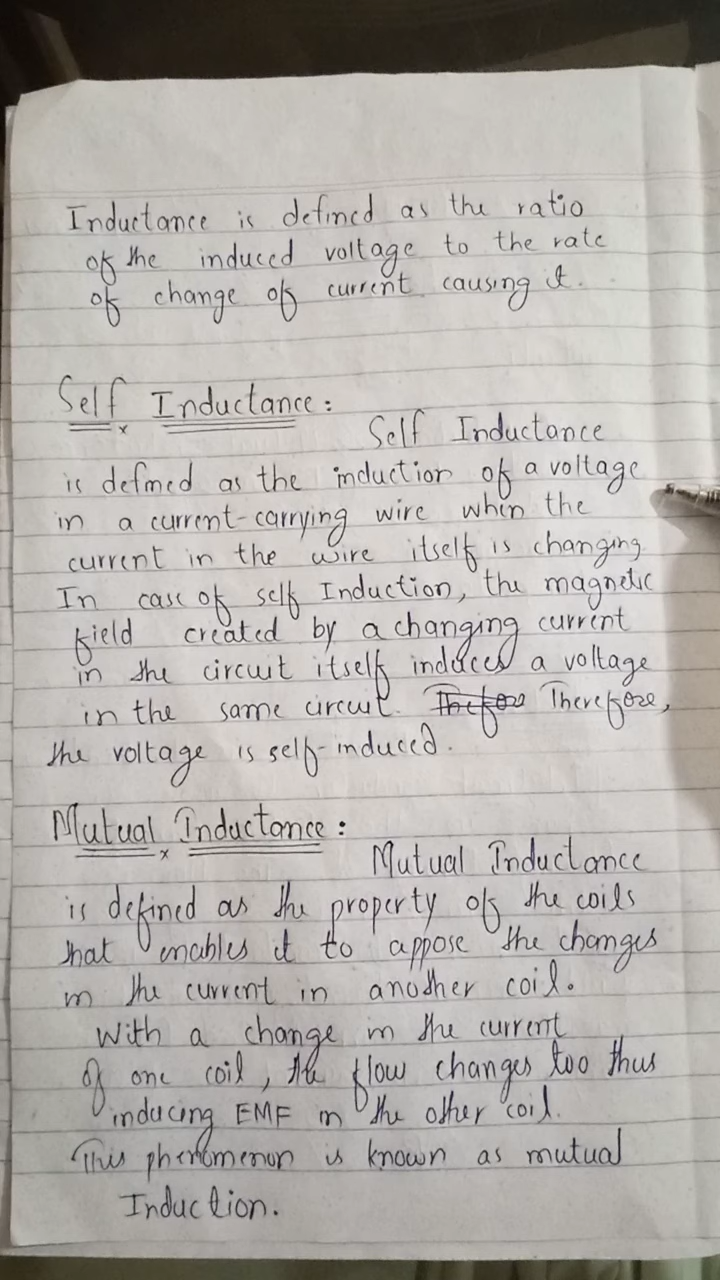 Inductance is defined as the ratio
of the induced voltage to the rate
of change of current causing it.
Self Inductance:
Self Inductance
is defined as the induction of a voltage
in a current-carrying wire when the
current in the wire itself is changing
In case of self Induction, the magnetic
field created by a changing current
in the circuit itself induces a voltage
in the same circuit. Therefore,
the voltage is self-induced.
Mutual Inductance:
Mutual Inductance
is defined as the property of the coils
that enables it to appose the changes
in the current in another coil.
With a change in the current
of one coil, the flow changes too thus
inducing EMF in the other coil.
This phenomenon is known as mutual
Induction.